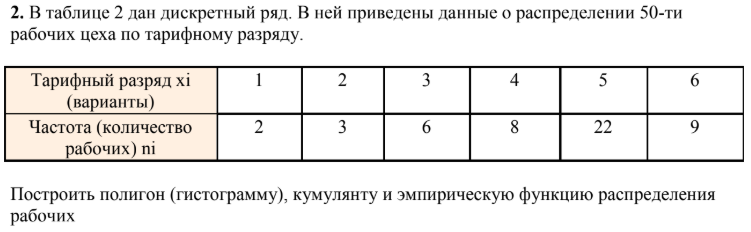 2. В таблице 2 дан дискретный ряд. В ней приведены данные о распределении 50-ти
рабочих цеха по тарифному разряду.
Тарифный разряд xi 1 2 3 4 5 6
(варианты)
Частота (количество 2 3 6 8 22 9
рабочих) ni
Построить полигон (гистограмму), кумулянту и эмпирическую функцию распределения
рабочих